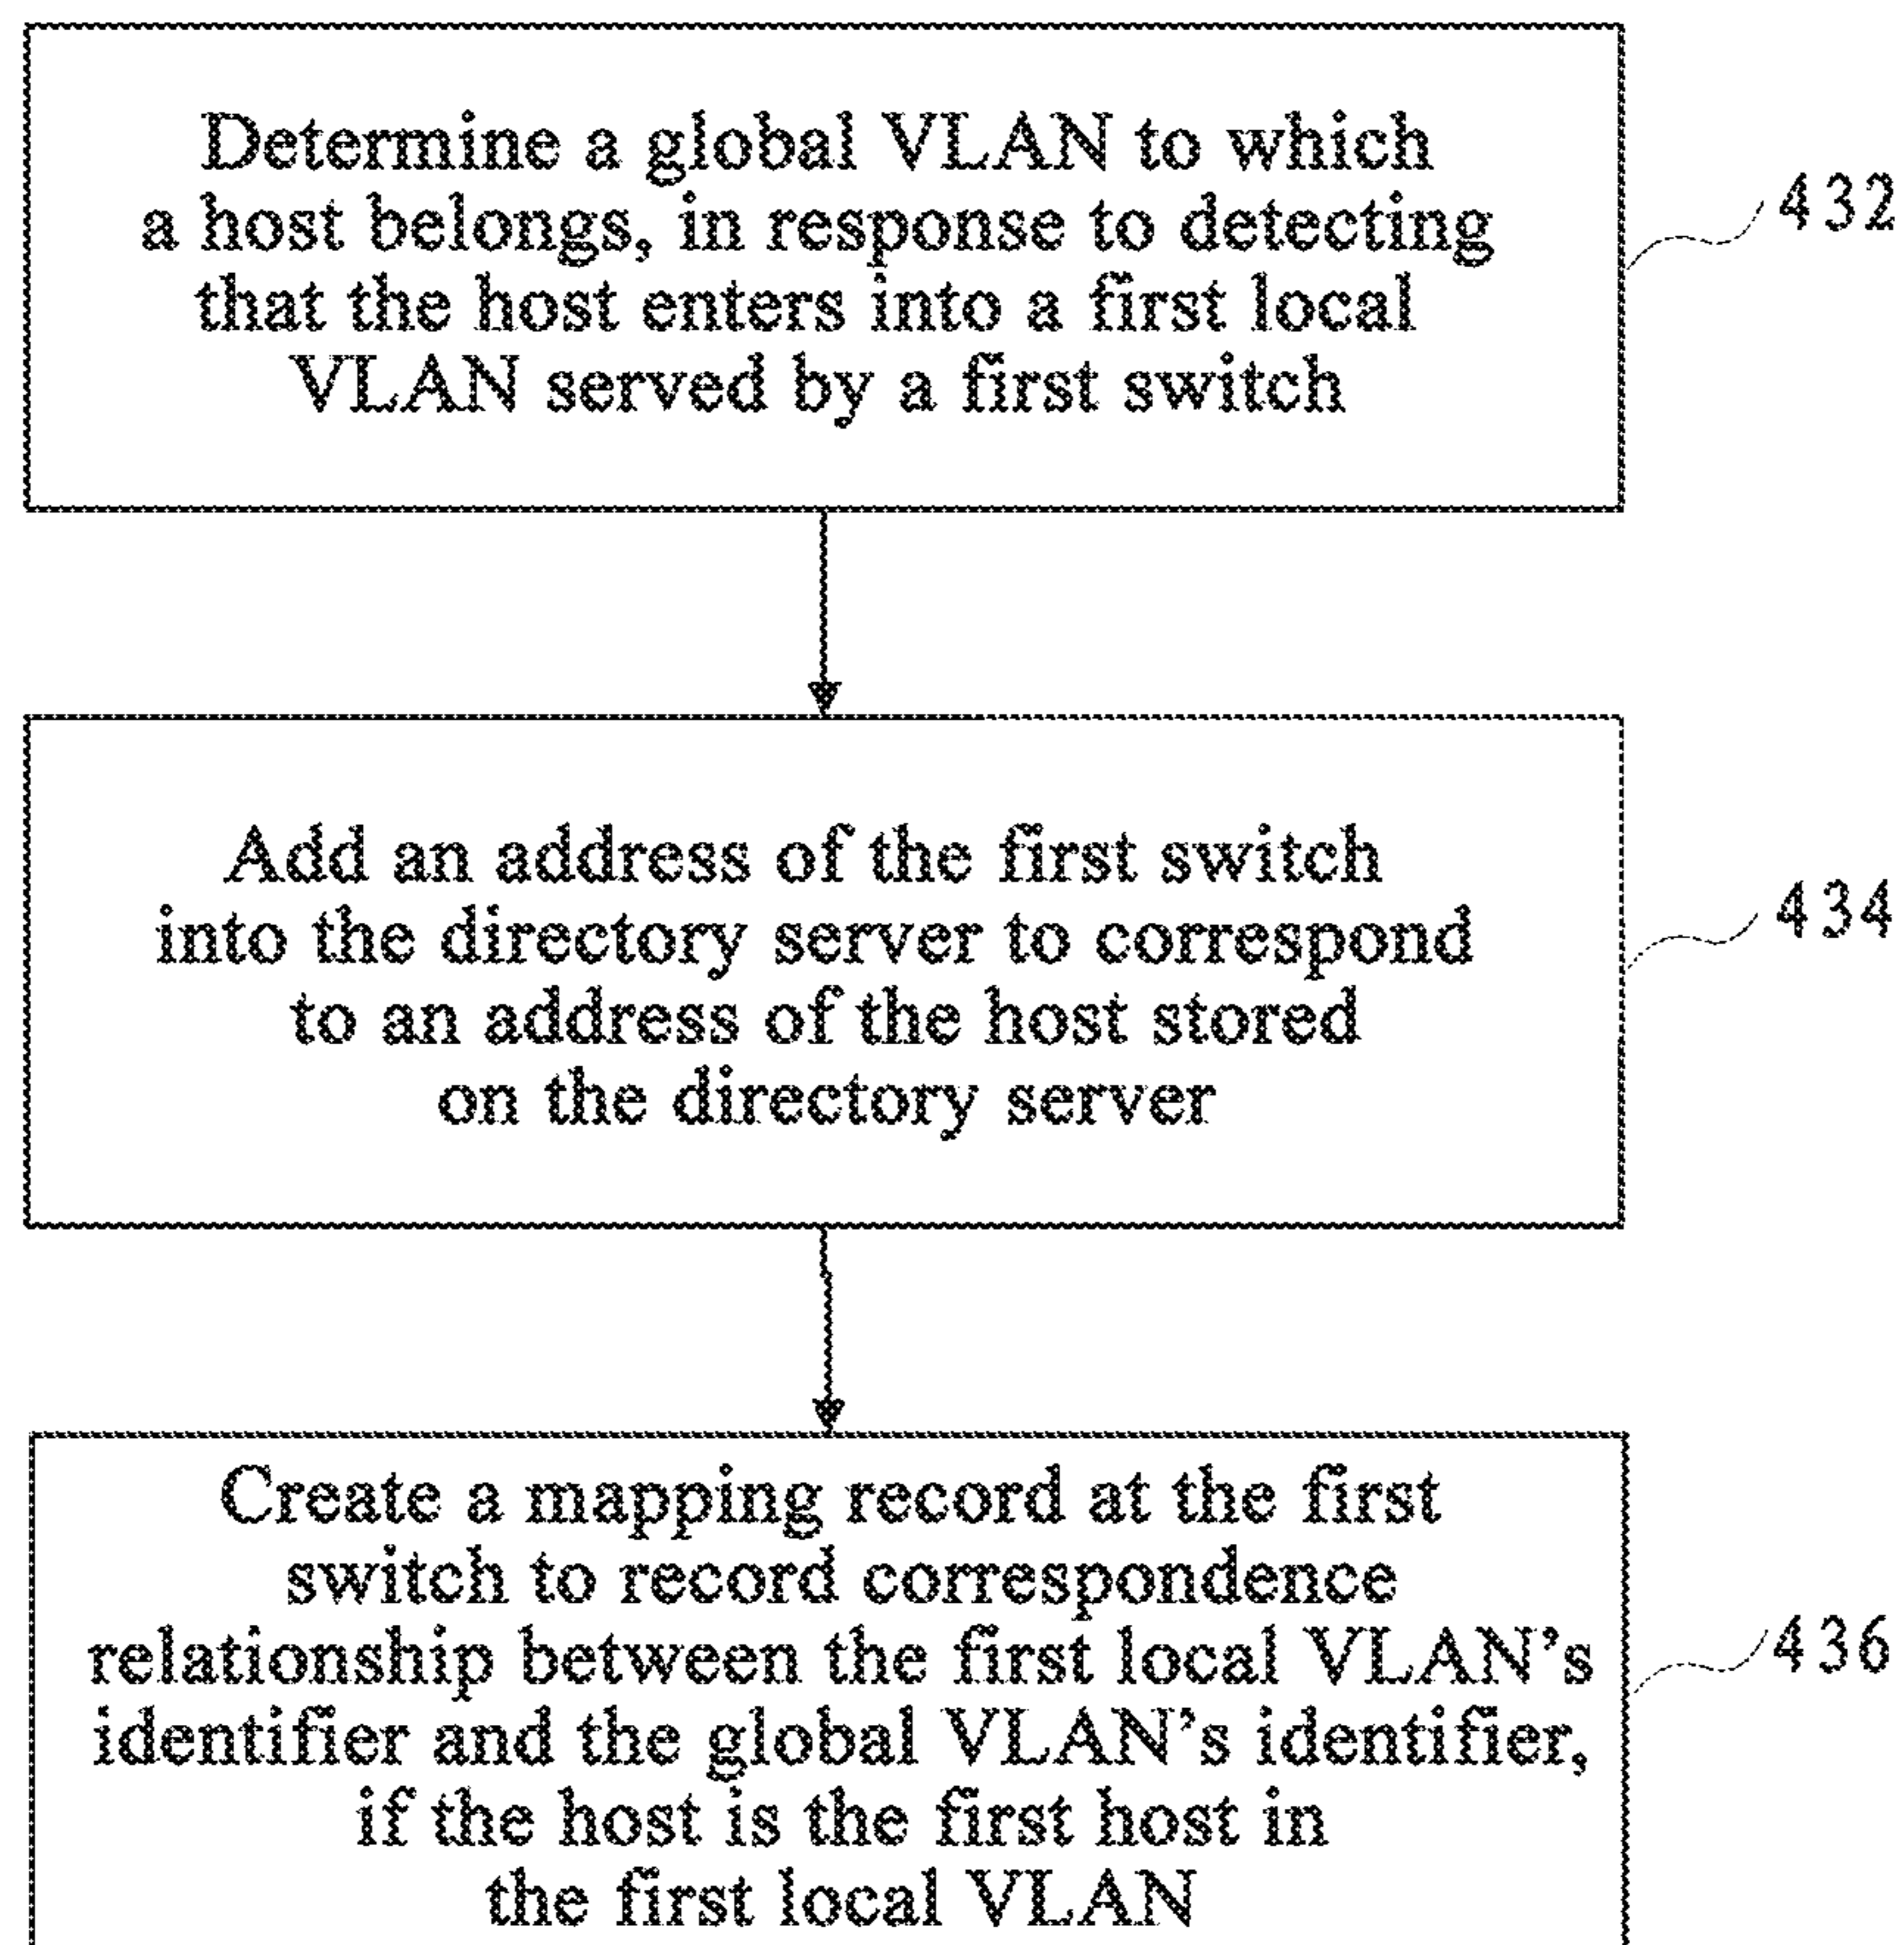 Determine a global VLAN to which
a host belongs, in response to detecting
that the host enters into a first local
VLAN served by a first switch
432
Add an address of the first switch
into the directory server to correspond
to an address of the host stored
on the directory server
434
Create a mapping record at the first
switch to record correspondence
relationship between the first local VLAN's
identifier and the global VLAN's identifier,
if the host is the first host in
the first local VLAN
436